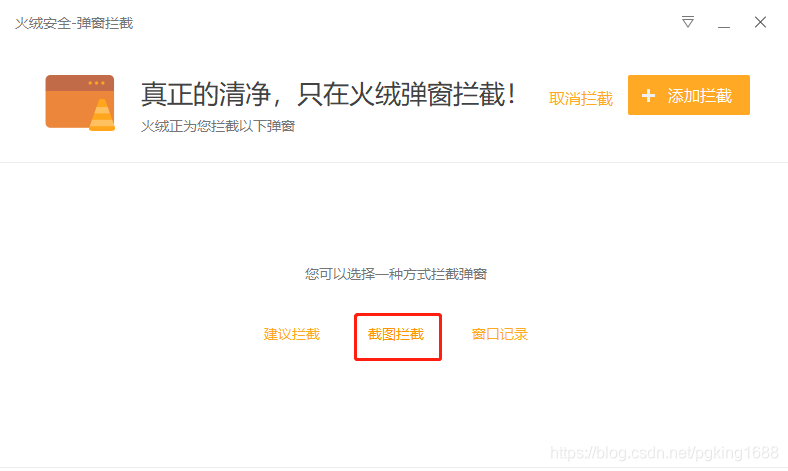 火绒安全-弹窗拦截
真正的清净，只在火绒弹窗拦截！
取消拦截
添加拦截
火绒正为您拦截以下弹窗
您可以选择一种方式拦截弹窗
建议拦截
截图拦截
窗口记录
https://blog.csdn.net/pgking1688